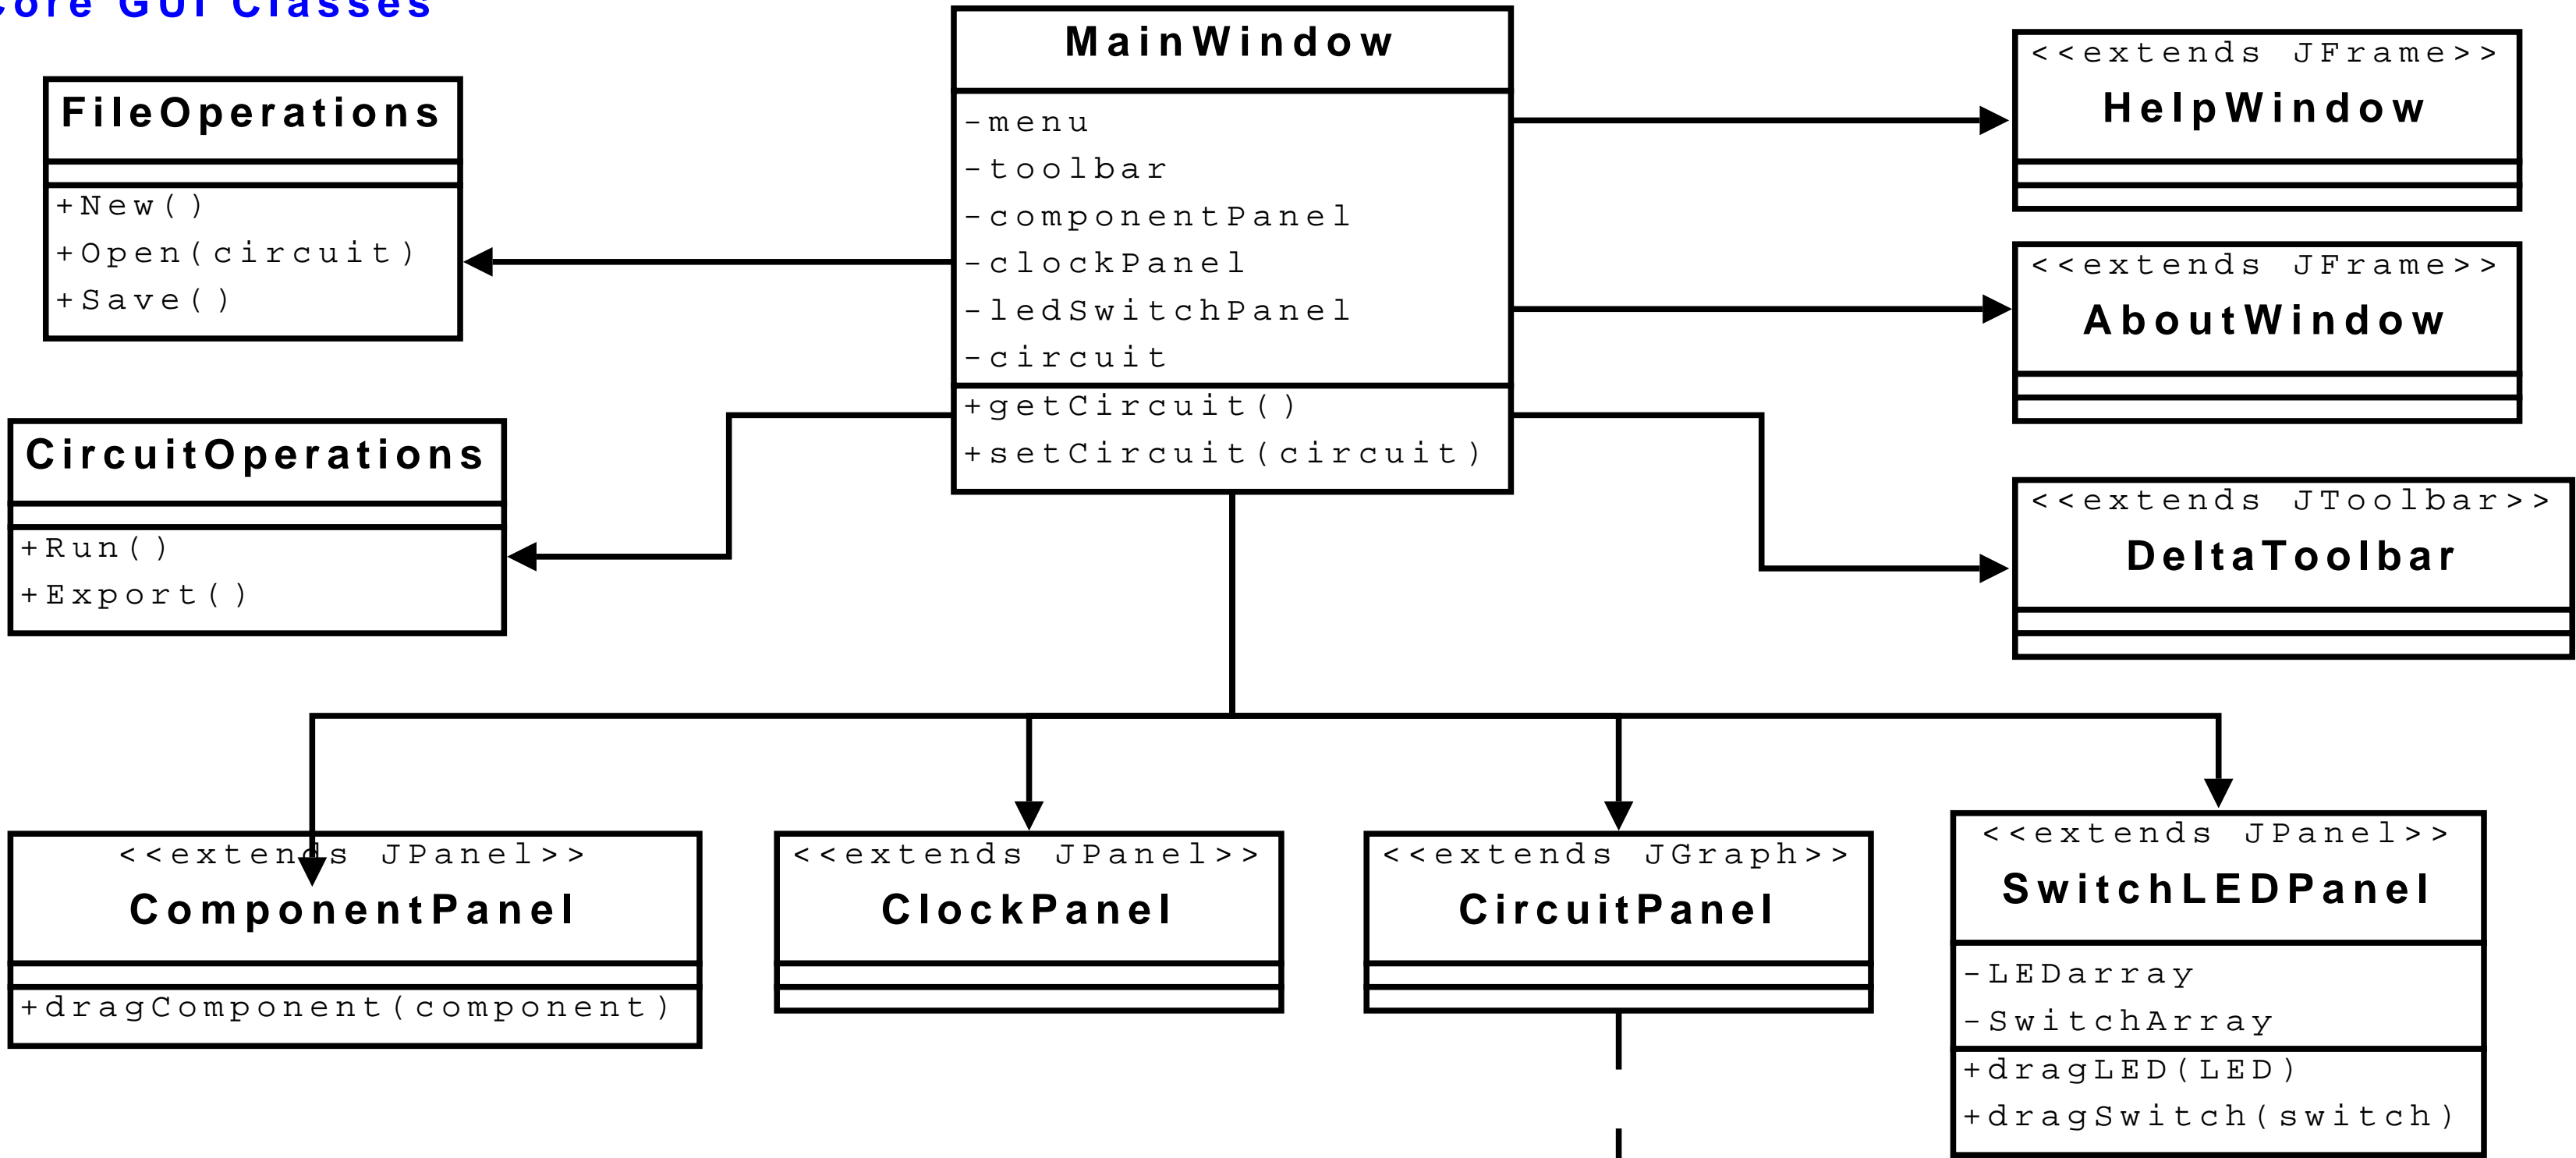 Core GUI Classes
MainWindow
-menu
-toolbar
-componentPanel
-clockPanel
-ledSwitchPanel
-circuit
+getCircuit()
+setCircuit(circuit)
FileOperations
+New()
+Open(circuit)
+Save()
CircuitOperations
+Run()
+Export()
<<extends JFrame>>
HelpWindow
<<extends JFrame>>
AboutWindow
<<extends JToolbar>>
DeltaToolbar
<<extends JPanel>>
ComponentPanel
+dragComponent(component)
<<extends JPanel>>
ClockPanel
<<extends JGraph>>
CircuitPanel
<<extends JPanel>>
SwitchLEDPanel
-LEDarray
-SwitchArray
+dragLED(LED)
+dragSwitch(switch)